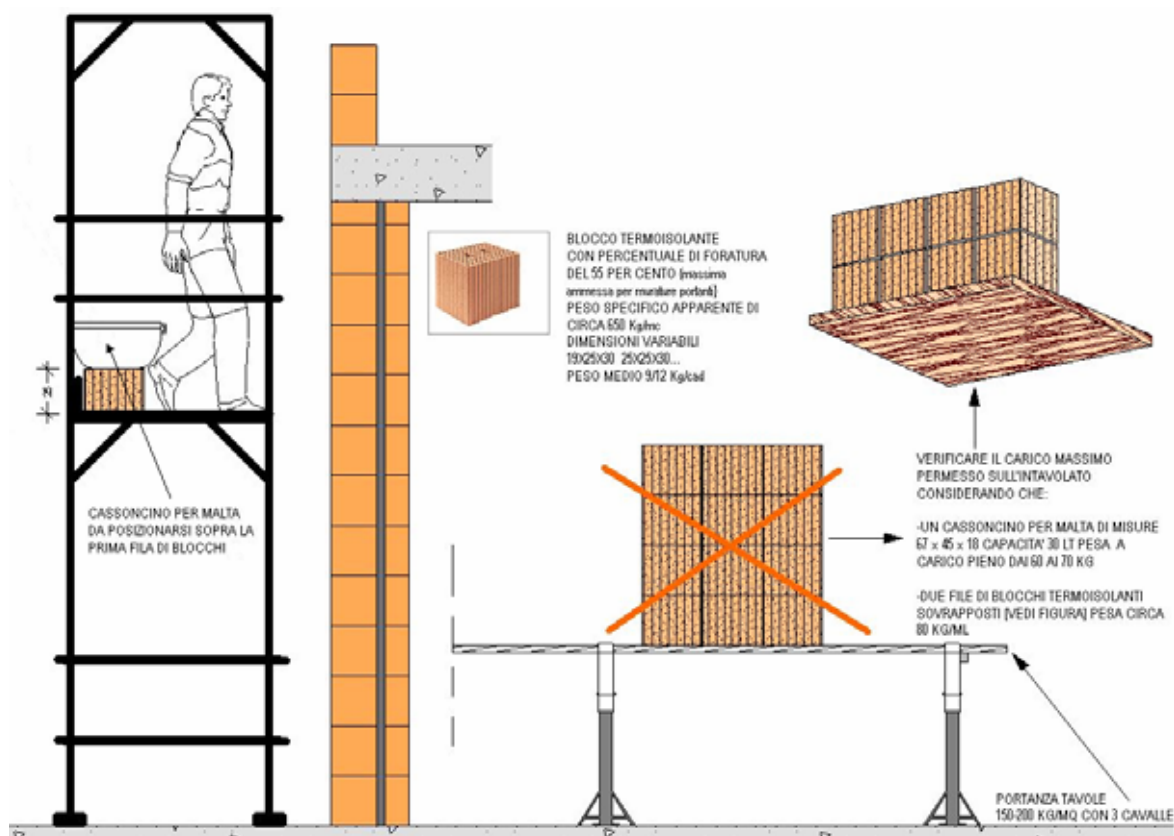 BLOCCO TERMOISOLANTE
CON PERCENTUALE DI FORATURA
DEL 55 PER CENTO (massima
ammessa per murature portanti)
PESO SPECIFICO APPARENTE DI
CIRCA 650 Kg/mc
DIMENSIONI VARIABILI
19X25X30 25X25X30...
PESO MEDIO 9/12 Kg/cad
CASSONCINO PER MALTA
DA POSIZIONARSI SOPRA LA
PRIMA FILA DI BLOCCHI
VERIFICARE IL CARICO MASSIMO
PERMESSO SULL'INTAVOLATO
CONSIDERANDO CHE:
-UN CASSONCINO PER MALTA DI MISURE
67 x 45 x 18 CAPACITA' 30 LT PESA A
CARICO PIENO DAI 60 AI 70 KG
-DUE FILE DI BLOCCHI TERMOISOLANTI
SOVRAPPOSTI (VEDI FIGURA) PESA CIRCA
80 KG/ML
PORTANZA TAVOLE
150-200 KG/MQ CON 3 CAVALLE